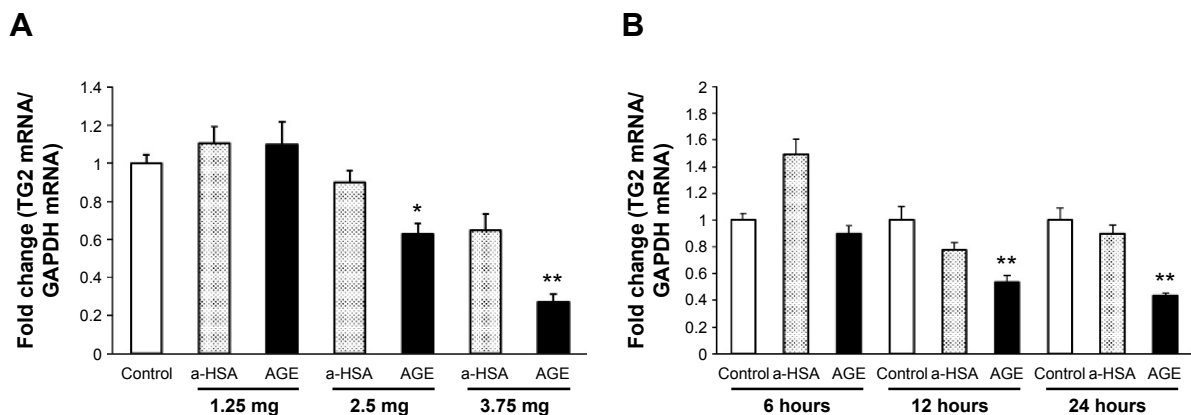 A
Fold change (TG2 mRNA/
GAPDH mRNA)
1.4
1.2
1
0.8
0.6
0.4
0.2
0
*
**
Control a-HSA AGE a-HSA AGE a-HSA AGE
1.25 mg 2.5 mg 3.75 mg
B
Fold change (TG2 mRNA/
GAPDH mRNA)
2
1.8
1.6
1.4
1.2
1
0.8
0.6
0.4
0.2
0
**
**
Control a-HSA AGE Control a-HSA AGE Control a-HSA AGE
6 hours 12 hours 24 hours